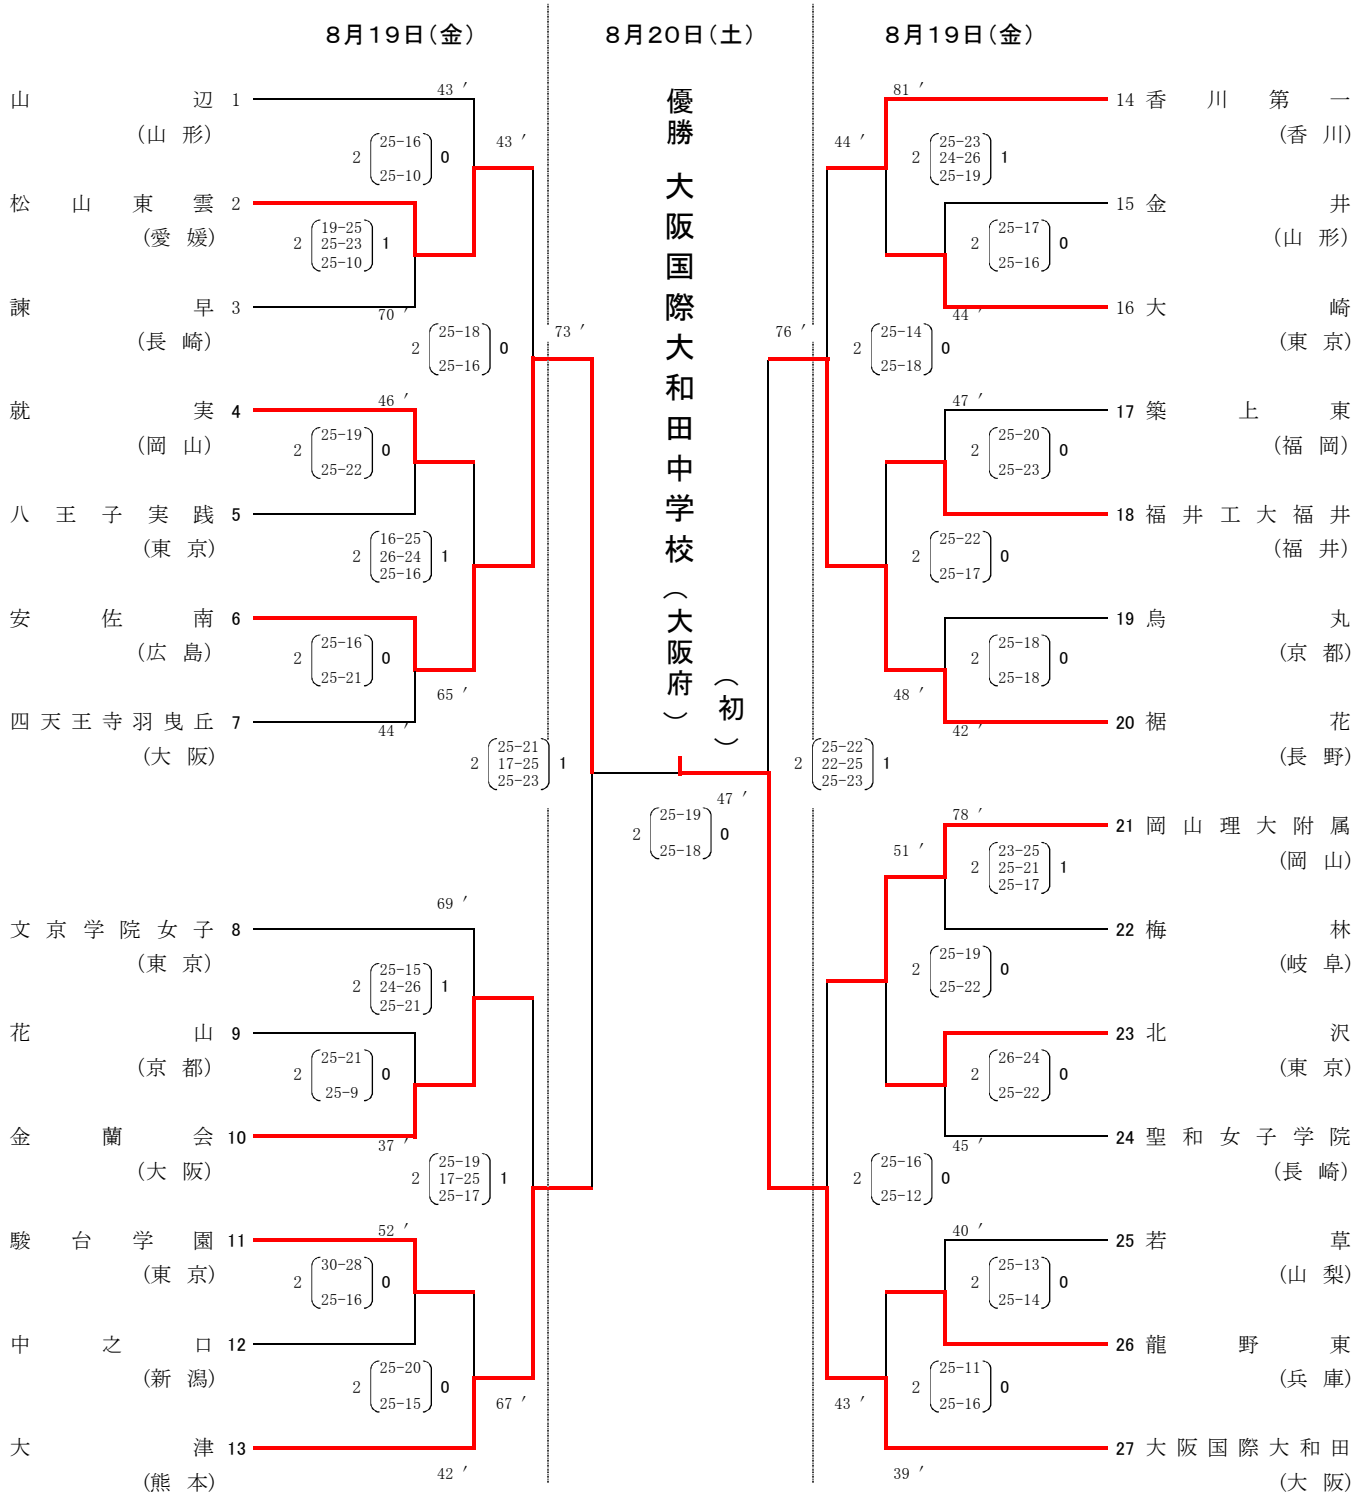 8月19日(金)
8月20日(土)
8月19日(金)
優勝 大阪国際大和田中学校(大阪府)
(初)
山辺 1
(山形)
松山東雲 2
(愛媛)
諫早 3
(長崎)
就実 4
(岡山)
八王子実践 5
(東京)
安佐南 6
(広島)
四天王寺羽曳丘 7
(大阪)
文京学院女子 8
(東京)
花山 9
(京都)
金蘭会 10
(大阪)
駿台学園 11
(東京)
中之口 12
(新潟)
大津 13
(熊本)
43 ′
2 25-16 0
25-10
43 ′
19-25
2 25-23 1
25-10
70 ′
2 25-18 0
25-16
73 ′
46 ′
2 25-19 0
25-22
16-25
2 26-24 1
25-16
2 25-16 0
25-21
65 ′
44 ′
25-21
2 17-25 1
25-23
69 ′
25-15
2 24-26 1
25-21
2 25-21 0
25-9
37 ′
25-19
2 17-25 1
25-17
52 ′
2 30-28 0
25-16
2 25-20 0
25-15
67 ′
42 ′
47 ′
2 25-19 0
25-18
81 ′
44 ′
25-23
2 24-26 1
25-19
2 25-17 0
25-16
44 ′
76 ′
2 25-14 0
25-18
47 ′
2 25-20 0
25-23
2 25-22 0
25-17
2 25-18 0
25-18
48 ′
42 ′
25-22
2 22-25 1
25-23
78 ′
51 ′
23-25
2 25-21 1
25-17
2 25-19 0
25-22
2 26-24 0
25-22
45 ′
2 25-16 0
25-12
40 ′
2 25-13 0
25-14
2 25-11 0
25-16
43 ′
39 ′
14 香川第一
(香川)
15 金井
(山形)
16 大崎
(東京)
17 築上東
(福岡)
18 福井工大福井
(福井)
19 烏丸
(京都)
20 裾花
(長野)
21 岡山理大附属
(岡山)
22 梅林
(岐阜)
23 北沢
(東京)
24 聖和女子学院
(長崎)
25 若草
(山梨)
26 龍野東
(兵庫)
27 大阪国際大和田
(大阪)